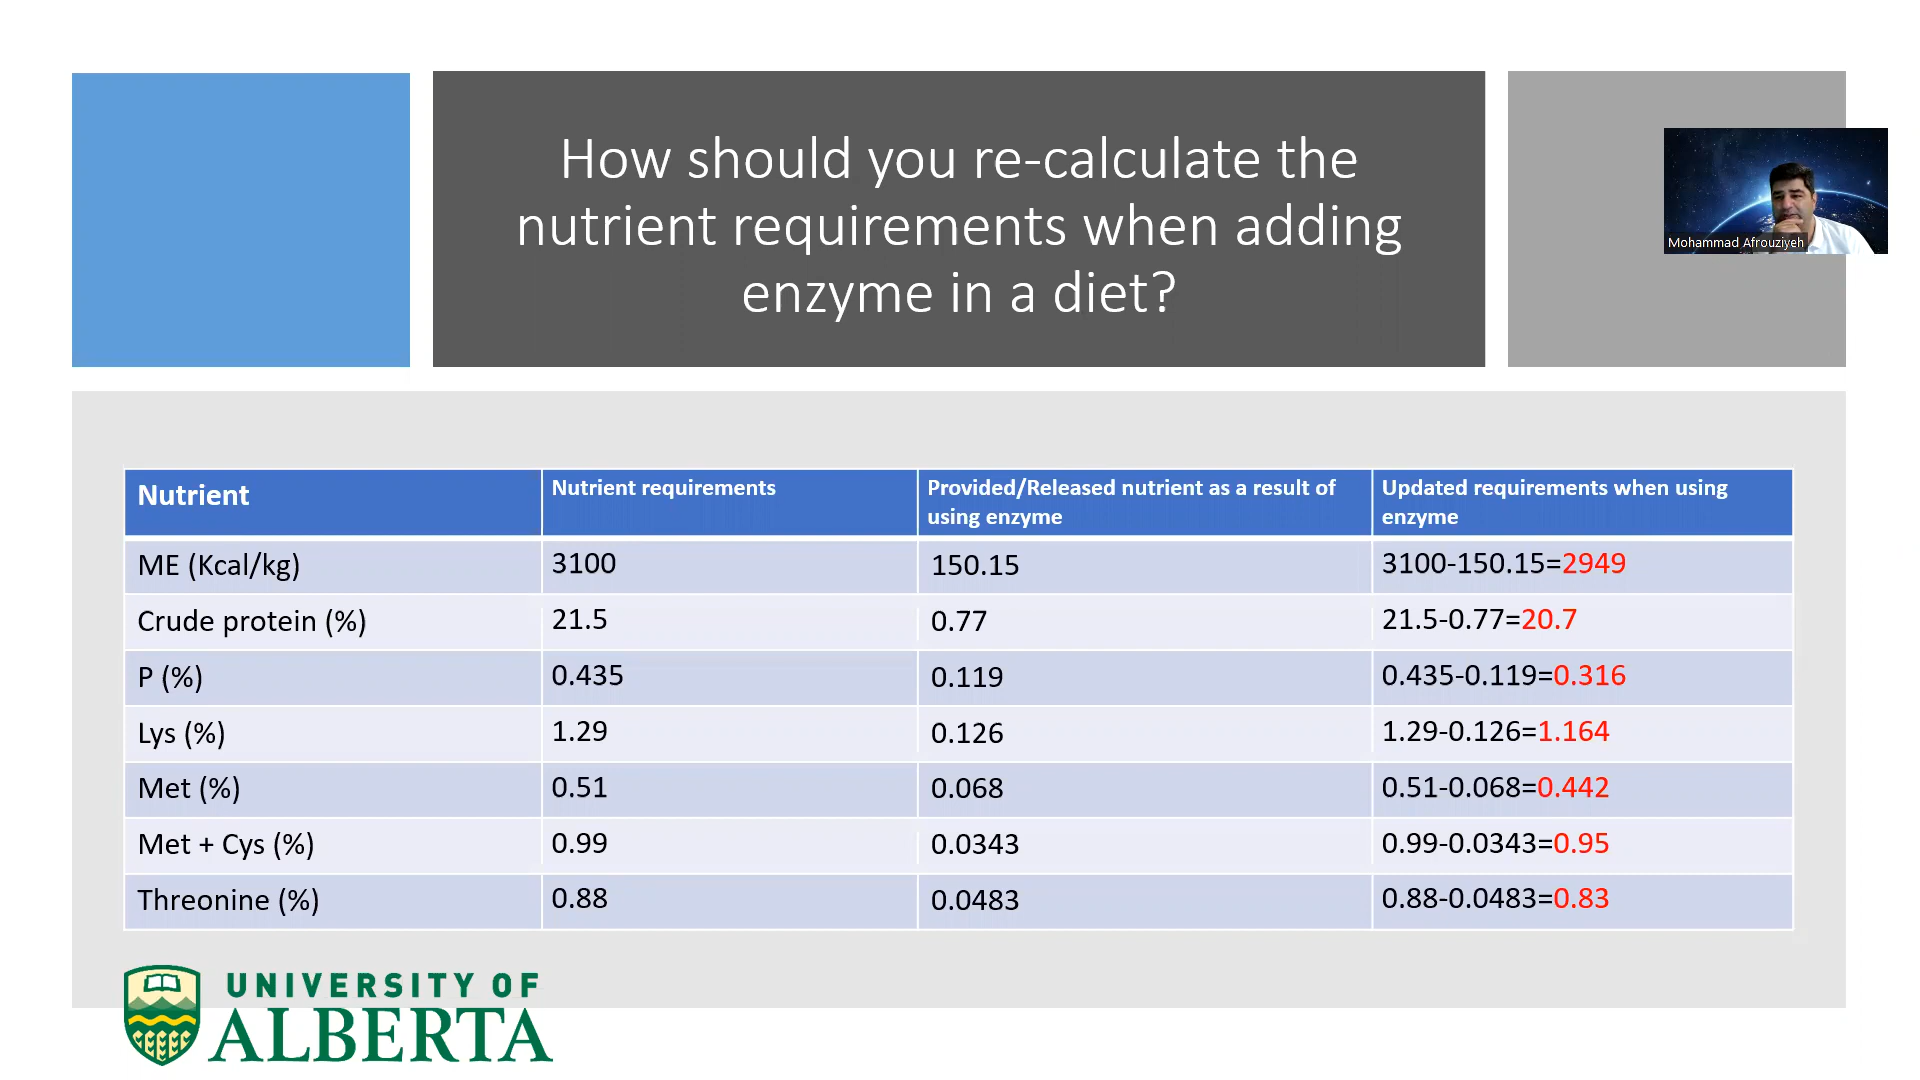 How should you re-calculate the
nutrient requirements when adding
enzyme in a diet?
Mohammad Afrouziyeh
Nutrient
Nutrient requirements
Provided/Released nutrient as a result of
using enzyme
Updated requirements when using
enzyme
ME (Kcal/kg)
3100
150.15
3100-150.15=2949
Crude protein (%)
21.5
0.77
21.5-0.77=20.7
P (%)
0.435
0.119
0.435-0.119=0.316
Lys (%)
1.29
0.126
1.29-0.126=1.164
Met (%)
0.51
0.068
0.51-0.068=0.442
Met + Cys (%)
0.99
0.0343
0.99-0.0343=0.95
Threonine (%)
0.88
0.0483
0.88-0.0483=0.83
UNIVERSITY OF
ALBERTA